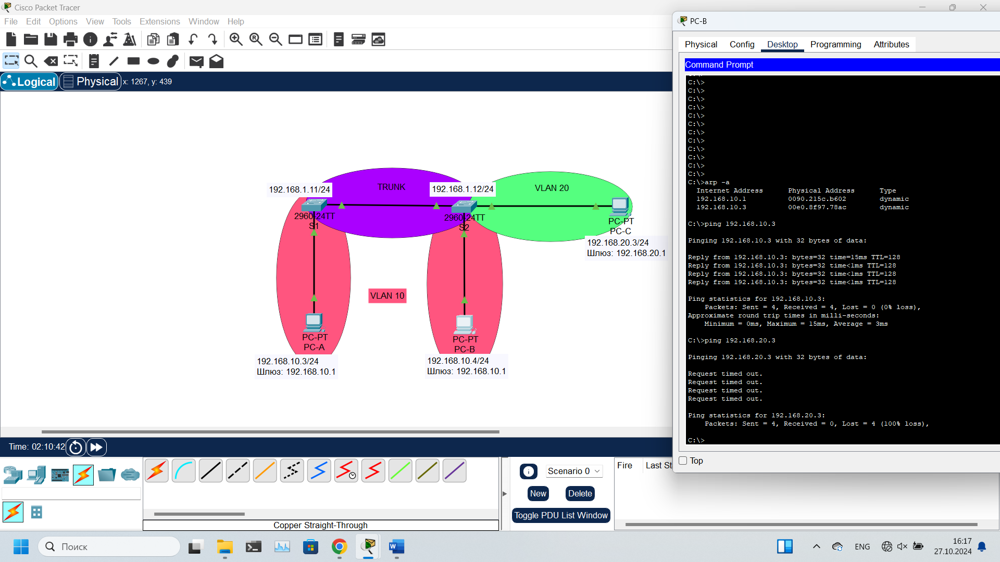 Cisco Packet Tracer
File Edit Options View Tools Extensions Window Help
Logical Physical x: 1267, y: 439
192.168.1.11/24
TRUNK
192.168.1.12/24
VLAN 20
2960-24TT
S1
2960-24TT
S2
PC-PT
PC-C
192.168.20.3/24
Шлюз: 192.168.20.1
VLAN 10
PC-PT
PC-A
192.168.10.3/24
Шлюз: 192.168.10.1
PC-PT
PC-B
192.168.10.4/24
Шлюз: 192.168.10.1
PC-B
Physical Config Desktop Programming Attributes
Command Prompt
C:\>
C:\>
C:\>
C:\>
C:\>
C:\>
C:\>
C:\>
C:\>
C:\>
C:\>
C:\>
C:\>arp -a
Internet Address Physical Address Type
192.168.10.1 0090.215c.b602 dynamic
192.168.10.3 00e0.8f97.78ac dynamic
C:\>ping 192.168.10.3
Pinging 192.168.10.3 with 32 bytes of data:
Reply from 192.168.10.3: bytes=32 time=15ms TTL=128
Reply from 192.168.10.3: bytes=32 time<1ms TTL=128
Reply from 192.168.10.3: bytes=32 time<1ms TTL=128
Reply from 192.168.10.3: bytes=32 time<1ms TTL=128
Ping statistics for 192.168.10.3:
Packets: Sent = 4, Received = 4, Lost = 0 (0% loss),
Approximate round trip times in milli-seconds:
Minimum = 0ms, Maximum = 15ms, Average = 3ms
C:\>ping 192.168.20.3
Pinging 192.168.20.3 with 32 bytes of data:
Request timed out.
Request timed out.
Request timed out.
Request timed out.
Ping statistics for 192.168.20.3:
Packets: Sent = 4, Received = 0, Lost = 4 (100% loss),
C:\>
Top
Time: 02:10:42
Scenario 0
New Delete
Toggle PDU List Window
Fire Last St
Copper Straight-Through
Поиск
ENG
16:17
27.10.2024